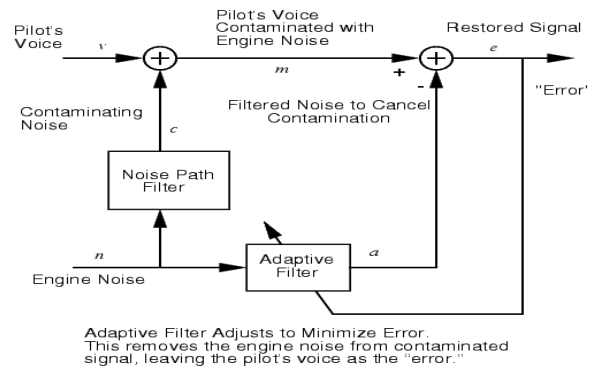 Pilot's
Voice
v
Pilot's Voice
Contaminated with
Engine Noise
m
Restored Signal
e
+
-
"Error'
Contaminating
Noise
c
Filtered Noise to Cancel
Contamination
Noise Path
Filter
n
Engine Noise
Adaptive
Filter
a
Adaptive Filter Adjusts to Minimize Error.
This removes the engine noise from contaminated
signal, leaving the pilot's voice as the "error."